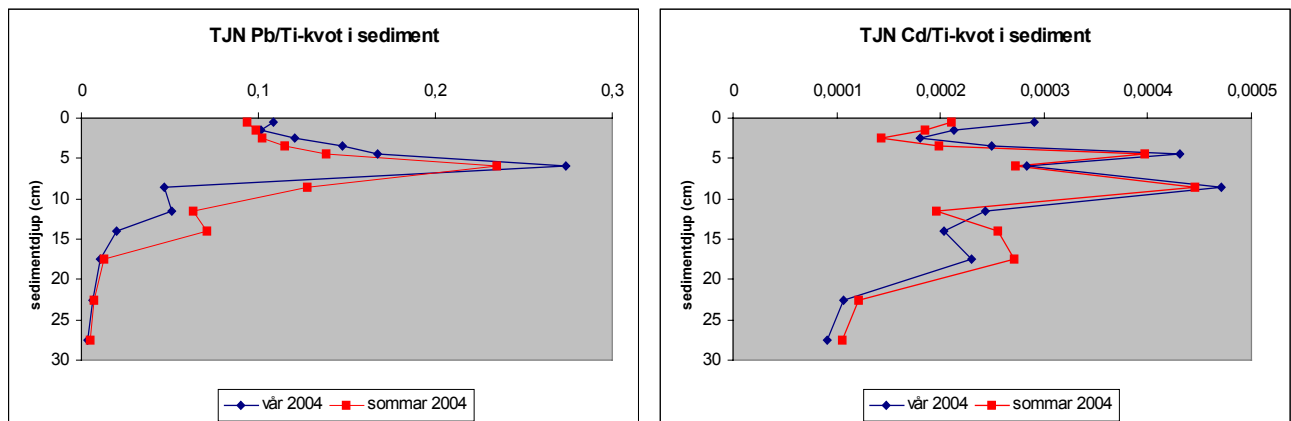 TJN Pb/Ti-kvot i sediment
0 0,1 0,2 0,3
0
5
10
15
20
25
30
sedimentdjup (cm)
vår 2004 sommar 2004
TJN Cd/Ti-kvot i sediment
0 0,0001 0,0002 0,0003 0,0004 0,0005
0
5
10
15
20
25
30
sedimentdjup (cm)
vår 2004 sommar 2004